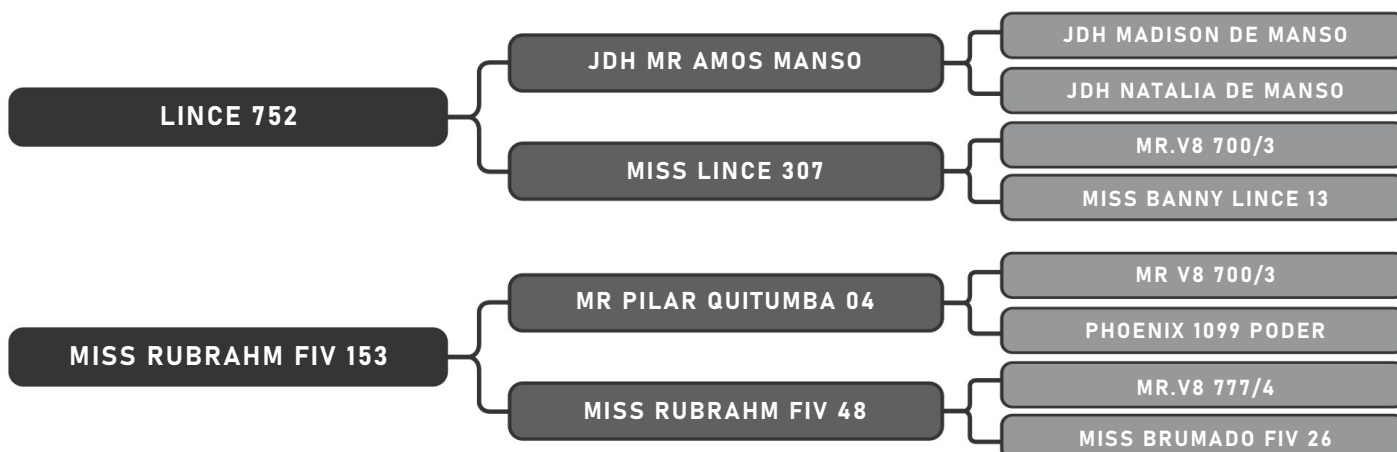 LINCE 752
JDH MR AMOS MANSO
JDH MADISON DE MANSO
JDH NATALIA DE MANSO
MISS LINCE 307
MR.V8 700/3
MISS BANNY LINCE 13
MISS RUBRAHM FIV 153
MR PILAR QUITUMBA 04
MR V8 700/3
PHOENIX 1099 PODER
MISS RUBRAHM FIV 48
MR.V8 777/4
MISS BRUMADO FIV 26